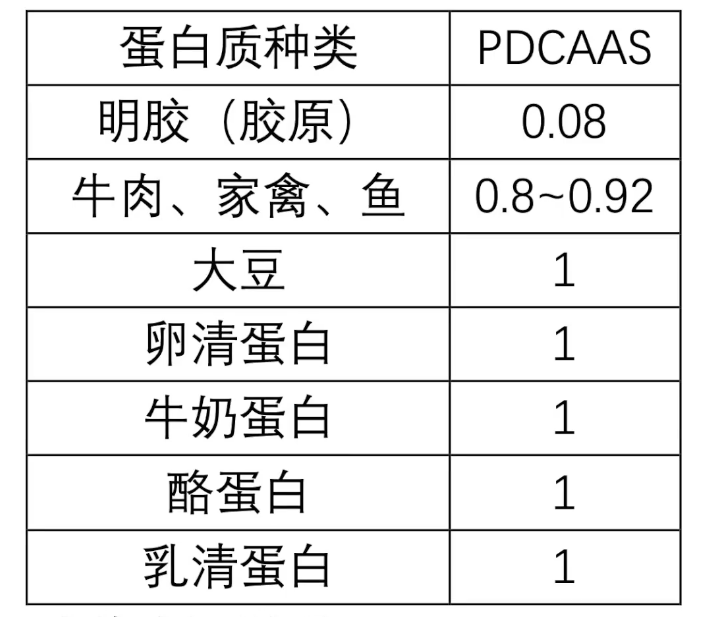 蛋白质种类 PDCAAS
明胶（胶原） 0.08
牛肉、家禽、鱼 0.8~0.92
大豆 1
卵清蛋白 1
牛奶蛋白 1
酪蛋白 1
乳清蛋白 1